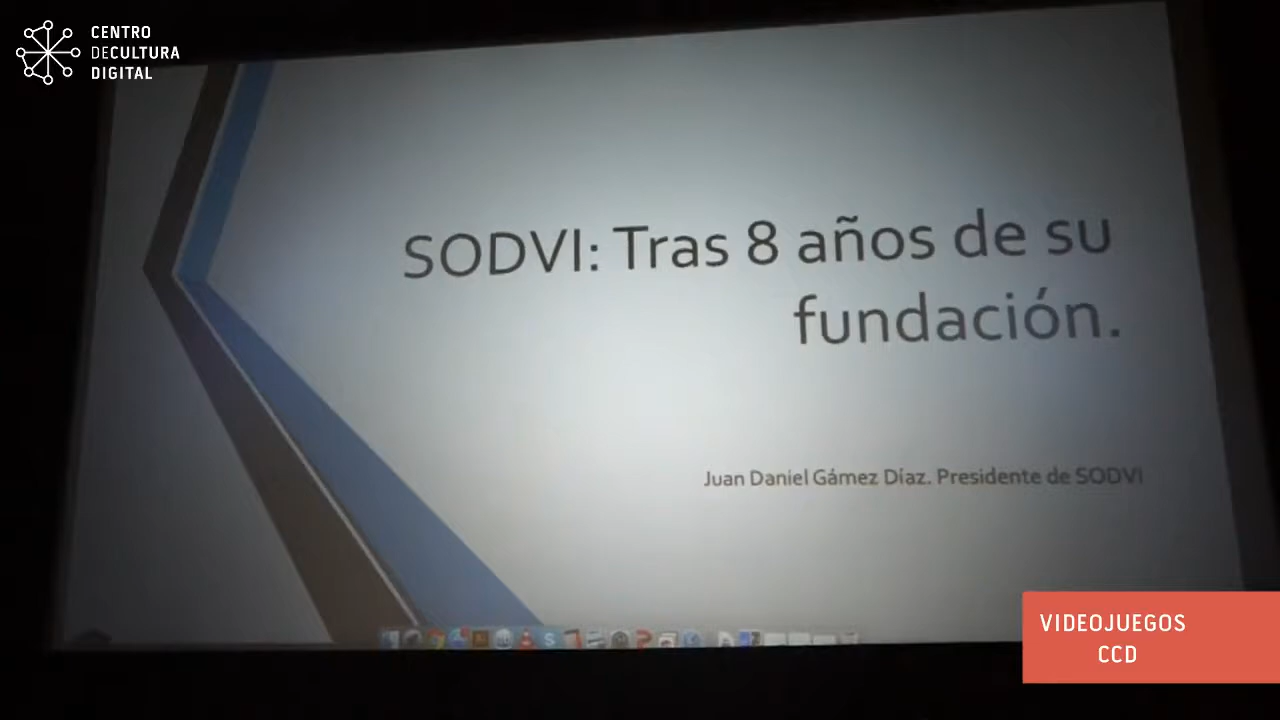 CENTRO
DECULTURA
DIGITAL
SODVI: Tras 8 años de su
fundación.
Juan Daniel Gámez Díaz. Presidente de SODVI
VIDEOJUEGOS
CCD